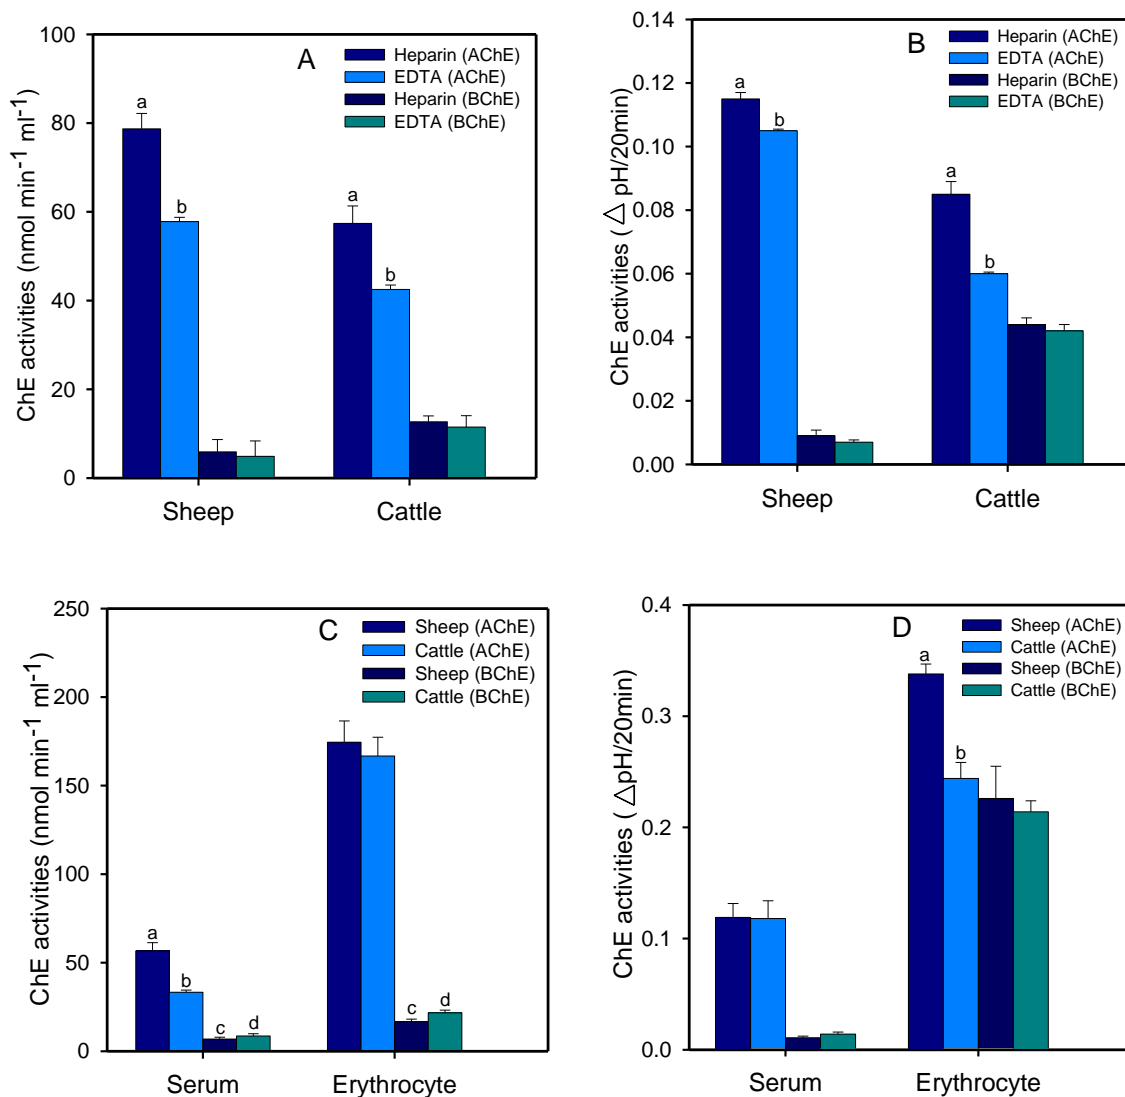 A
Heparin (AChE)
EDTA (AChE)
Heparin (BChE)
EDTA (BChE)
ChE activities (nmol min⁻¹ ml⁻¹)
100
80
60
40
20
0
a
b
a
b
Sheep Cattle
B
Heparin (AChE)
EDTA (AChE)
Heparin (BChE)
EDTA (BChE)
ChE activities ( △ pH/20min)
0.14
0.12
0.10
0.08
0.06
0.04
0.02
0.00
a
b
a
b
Sheep Cattle
C
Sheep (AChE)
Cattle (AChE)
Sheep (BChE)
Cattle (BChE)
ChE activities (nmol min⁻¹ ml⁻¹)
250
200
150
100
50
0
a
b
c
d
c
d
Serum Erythrocyte
D
Sheep (AChE)
Cattle (AChE)
Sheep (BChE)
Cattle (BChE)
ChE activities ( △pH/20min)
0.4
0.3
0.2
0.1
0.0
a
b
Serum Erythrocyte